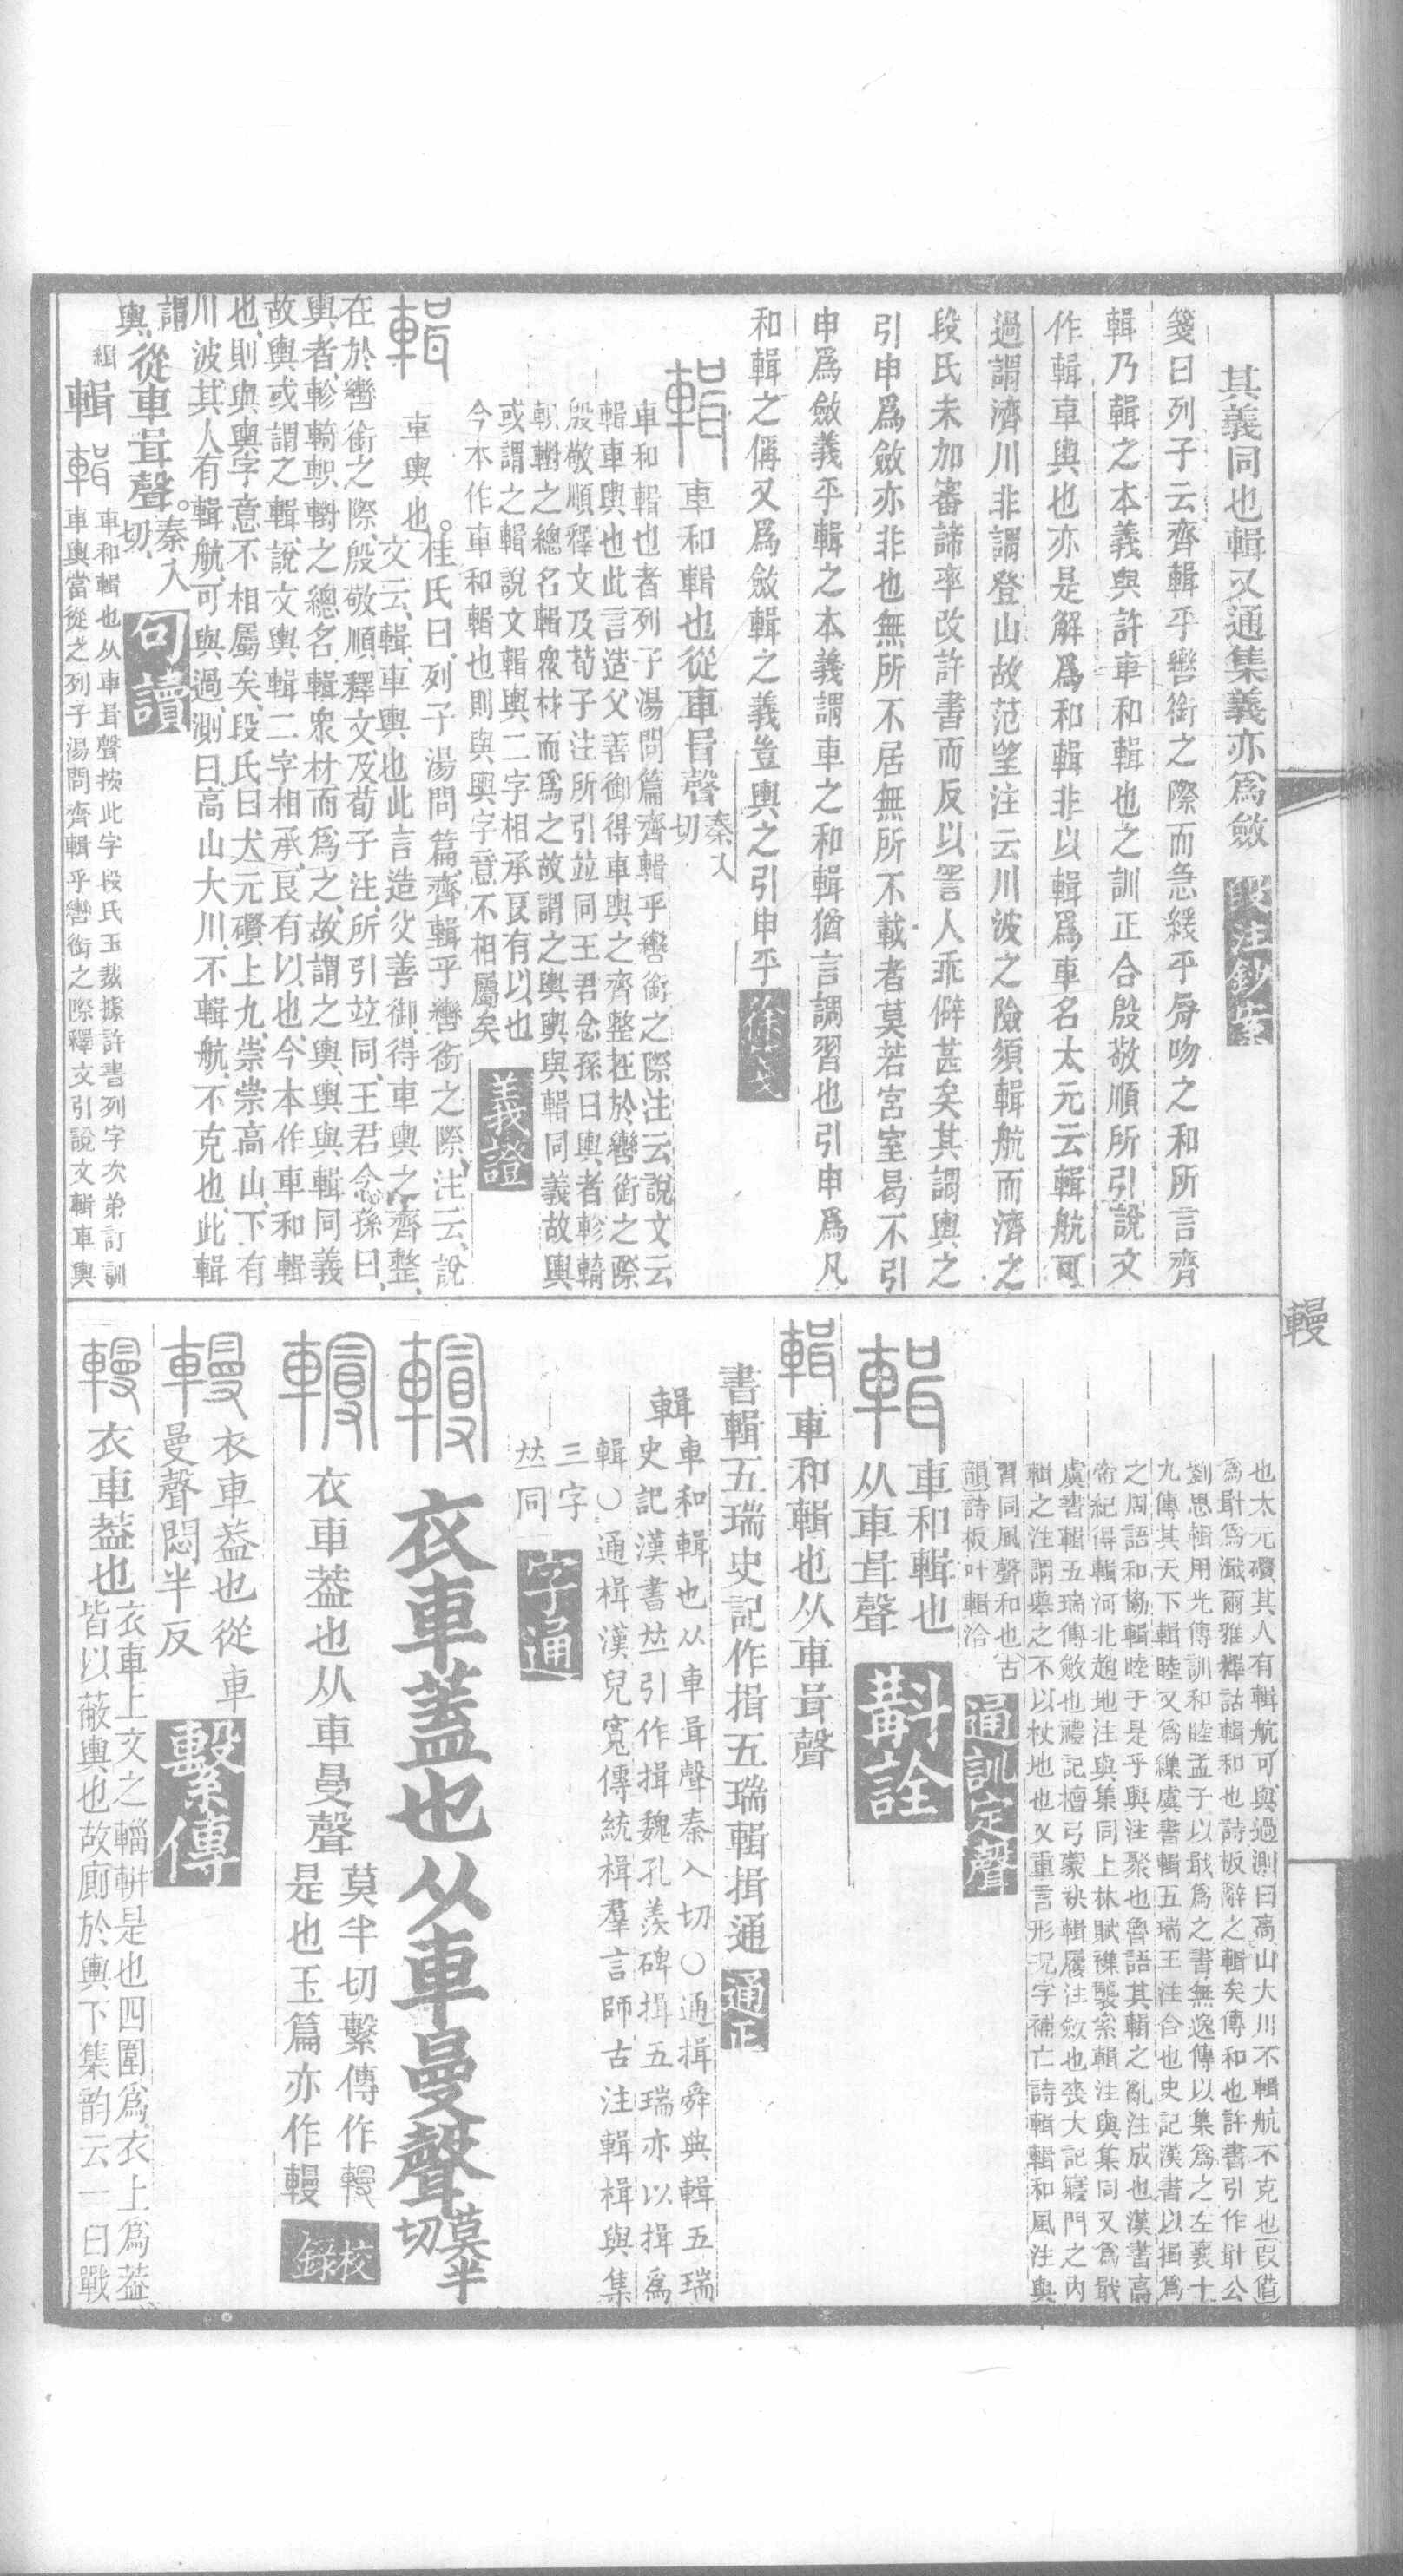 其義同也輯又通集義亦爲斂 段注鈔案
箋曰列子云齊輯乎轡銜之際而急緩乎脣吻之和所言齊
輯乃輯之本義與許車和輯也之訓正合殷敬順所引說文
作輯車輿也亦是解爲和輯非以輯爲車名太元云輯航可
過謂濟川非謂登山故范望注云川波之險須輯航而濟之
段氏未加審諦率改許書而反以詈人乖僻甚矣其謂輿之
引申爲斂亦非也無所不居無所不載者莫若宮室曷不引
申爲斂義乎輯之本義謂車之和輯猶言調習也引申爲凡
和輯之偁又爲斂輯之義豈輿之引申乎 徐箋
輯 車和輯也從車咠聲 秦入切
車和輯也者列子湯問篇齊輯乎轡銜之際注云說文云
輯車輿也此言造父善御得車輿之齊整在於轡銜之際
殷敬順釋文及荀子注所引竝同王君念孫曰輿者軫輢
軹轛之總名輯衆材而爲之故謂之輿輿與輯同義故輿
或謂之輯說文輯輿二字相承良有以也
今本作車和輯也則與輿字意不相屬矣 義證
輯 車輿也。桂氏曰列子湯問篇齊輯乎轡銜之際注云說
文云輯車輿也此言造父善御得車輿之齊整
在於轡銜之際殷敬順釋文及荀子注所引竝同王君念孫曰
輿者軫輢軹轛之總名輯衆材而爲之故謂之輿輿與輯同義
故輿或謂之輯說文輿輯二字相承良有以也今本作車和輯
也則與輿字意不相屬矣段氏曰太元礥上九崇崇高山下有
川波其人有輯航可與過測曰高山大川不輯航不克也此輯
謂輿 從車咠聲。秦入切 句讀
緝 輯 輯 車和輯也从車咠聲按此字段氏玉裁據許書列字次弟訂訓
車輿當從之列子湯問齊輯乎轡銜之際釋文引說文輯車輿
也太元礥其人有輯航可與過測曰高山大川不輯航不克也叚借
爲計爲濈爾雅釋詁輯和也詩板辭之輯矣傳和也許書引作計公
劉思輯用光傳訓和睦孟子以戢爲之書無逸傳以集爲之左襄十
九傳其天下輯睦又爲𦁉虞書輯五瑞王注合也史記漢書以揖爲
之周語和協輯睦于是乎興注聚也魯語其輯之亂注成也漢書高
帝紀得輯河北趙地注與集同上林賦襍襲絫輯注與集同又爲戢
虞書輯五瑞傳斂也禮記檀弓蒙袂輯屨注斂也喪大記寢門之內
輯之注謂舉之不以杖地也又重言形況字補亡詩輯輯和風注與
習同風聲和也古
韻詩板叶輯洽 通訓定聲
輯 車和輯也
从車咠聲 斠詮
輯 車和輯也从車咠聲
書輯五瑞史記作揖五瑞輯揖通 通正
輯 車和輯也从車咠聲秦入切○通揖舜典輯五瑞
史記漢書竝引作揖魏孔羨碑揖五瑞亦以揖爲
輯○通楫漢兒寬傳統楫羣言師古注輯楫與集
三字
竝同 字通
衣車蓋也从車曼聲 莫半切
衣車蓋也从車曼聲 莫半切繫傳作𨏂
是也玉篇亦作𨏂 校錄
衣車葢也從車
曼聲悶半反 繫傳
衣車葢也 衣車上文之輜軿是也四圍爲衣上爲葢
皆以蔽輿也故廁於輿下集韵云一曰戰